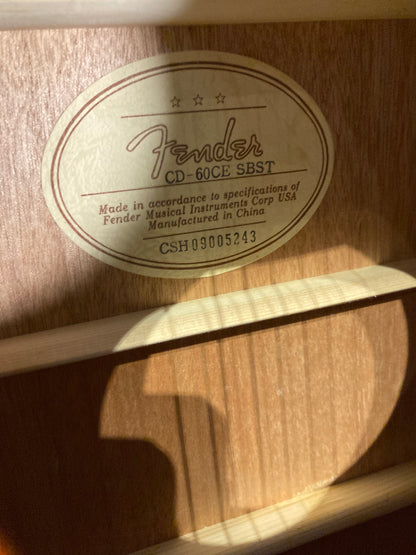 Fender
CD-60CE SBST
Made in accordance to specifications of
Fender Musical Instruments Corp USA
Manufactured in China
CSH09005243